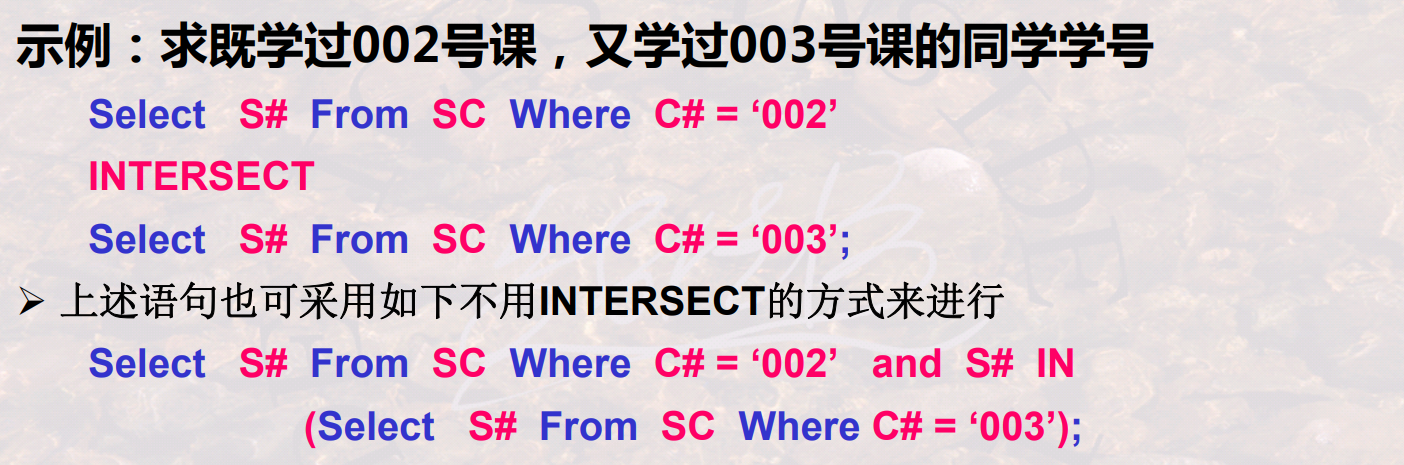 示例：求既学过002号课，又学过003号课的同学学号
Select S# From SC Where C# = ‘002’
INTERSECT
Select S# From SC Where C# = ‘003’;
➢ 上述语句也可采用如下不用INTERSECT的方式来进行
Select S# From SC Where C# = ‘002’ and S# IN
(Select S# From SC Where C# = ‘003’);